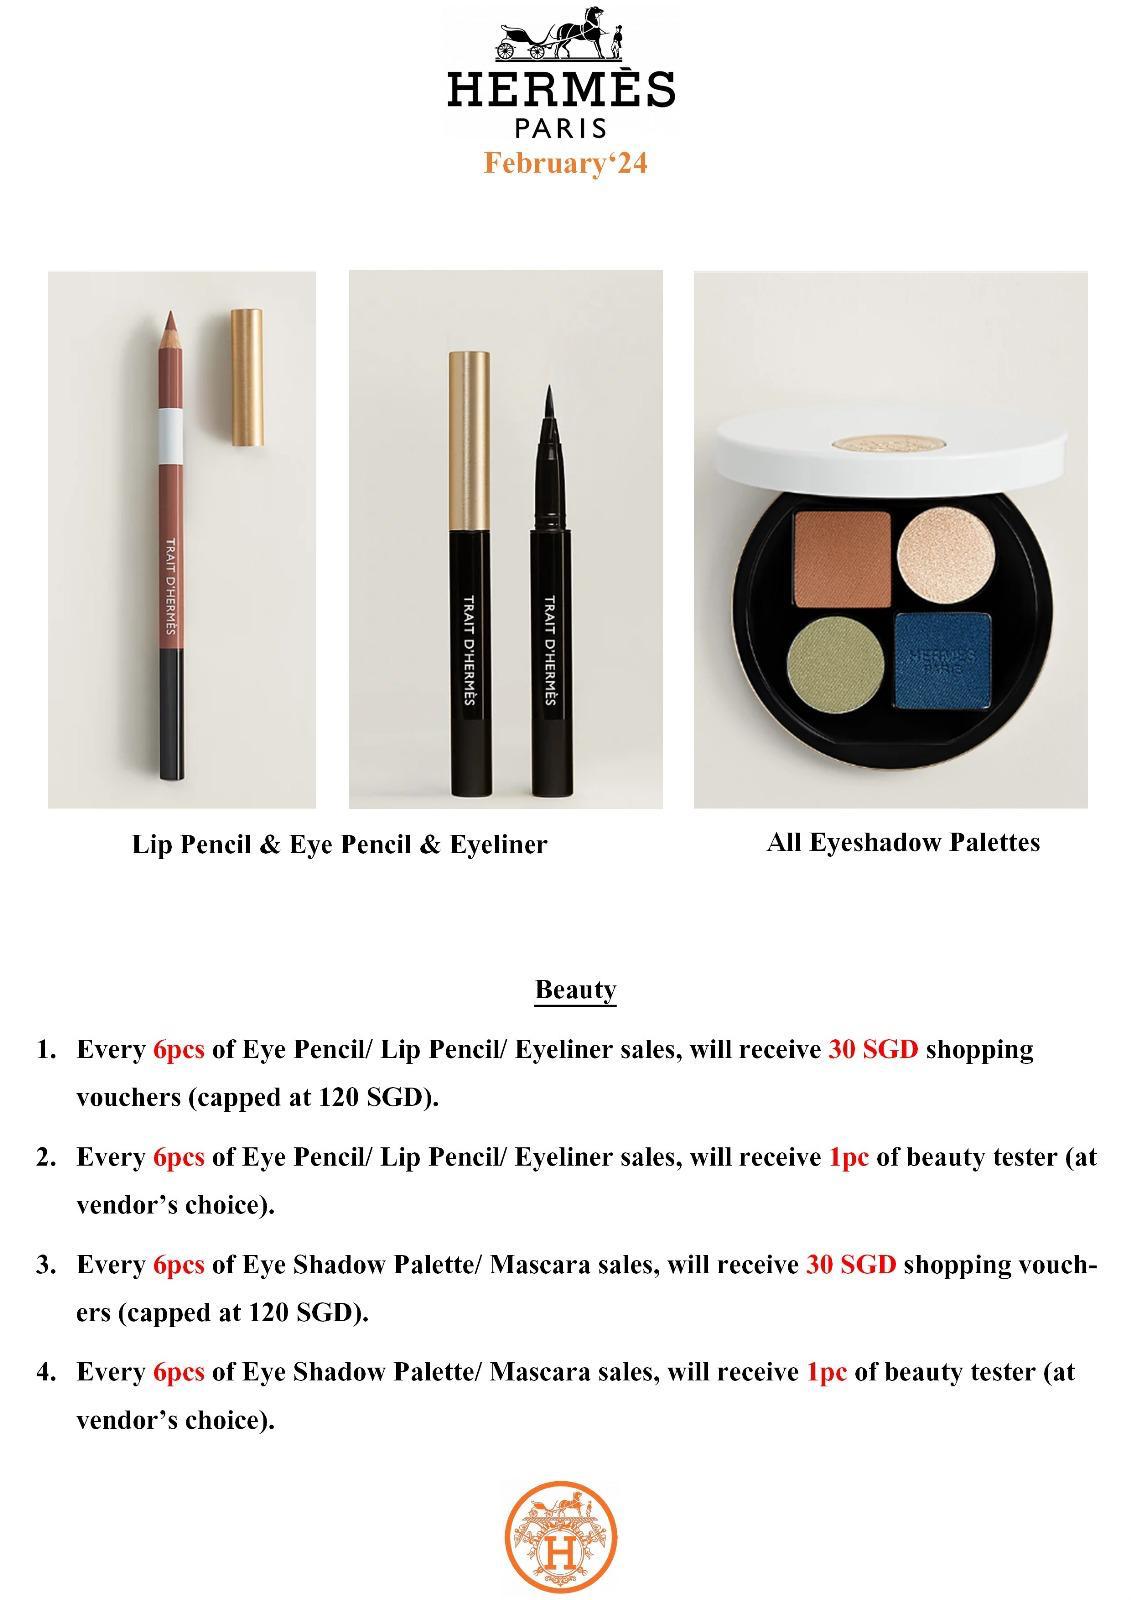 HERMÈS
PARIS
February‘24
TRAIT D'HERMÈS
TRAIT D'HERMÈS
TRAIT D'HERMÈS
HERMÈS
PARIS
Lip Pencil & Eye Pencil & Eyeliner
All Eyeshadow Palettes
Beauty
1. Every 6pcs of Eye Pencil/ Lip Pencil/ Eyeliner sales, will receive 30 SGD shopping
vouchers (capped at 120 SGD).
2. Every 6pcs of Eye Pencil/ Lip Pencil/ Eyeliner sales, will receive 1pc of beauty tester (at
vendor’s choice).
3. Every 6pcs of Eye Shadow Palette/ Mascara sales, will receive 30 SGD shopping vouch-
ers (capped at 120 SGD).
4. Every 6pcs of Eye Shadow Palette/ Mascara sales, will receive 1pc of beauty tester (at
vendor’s choice).
H